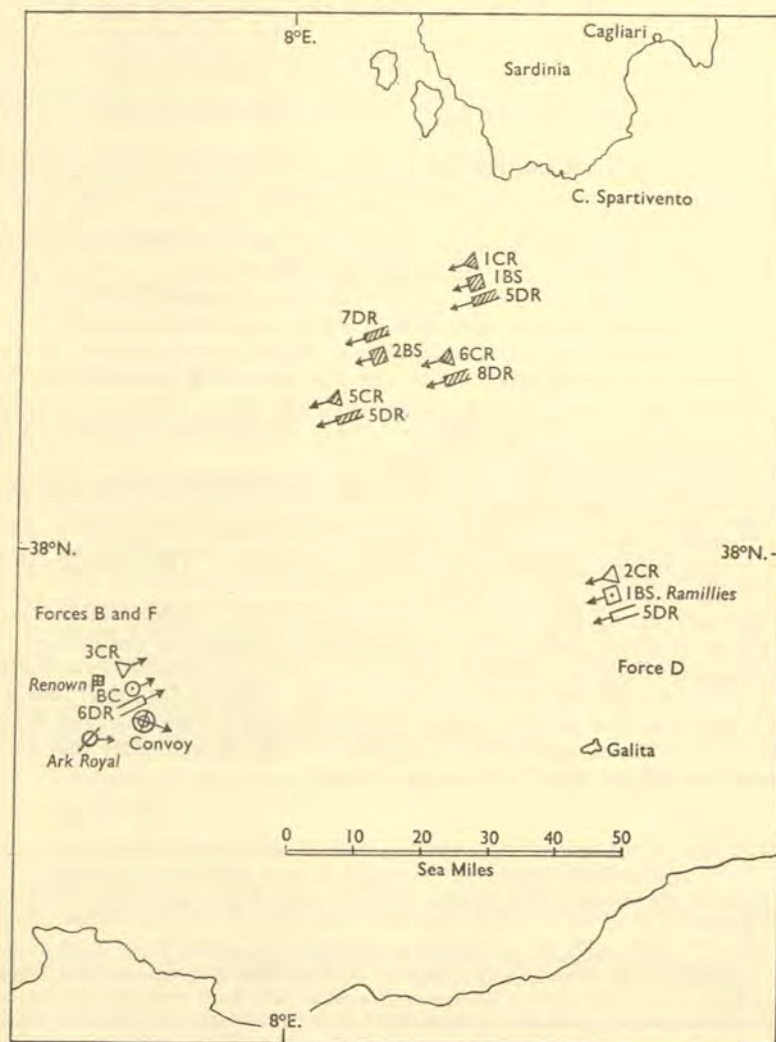 8°E.
Cagliari
Sardinia
C. Spartivento
1CR
1BS
5DR
7DR
2BS
6CR
8DR
5CR
5DR
38°N.
38°N.
2CR
1BS. Ramillies
5DR
Forces B and F
3CR
Renown
BC
6DR
Convoy
Ark Royal
Force D
Galita
0 10 20 30 40 50
Sea Miles
8°E.